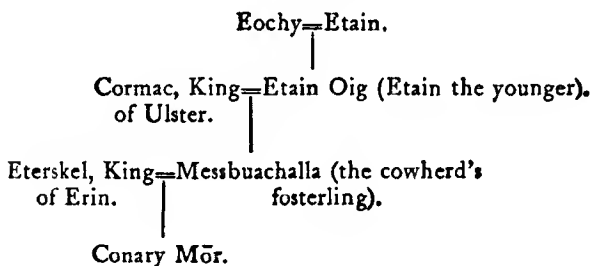 Eochy=Etain.
Cormac, King=Etain Oig (Etain the younger).
of Ulster.
Eterskel, King=Messbuachalla (the cowherd's
of Erin. fosterling).
Conary Mōr.